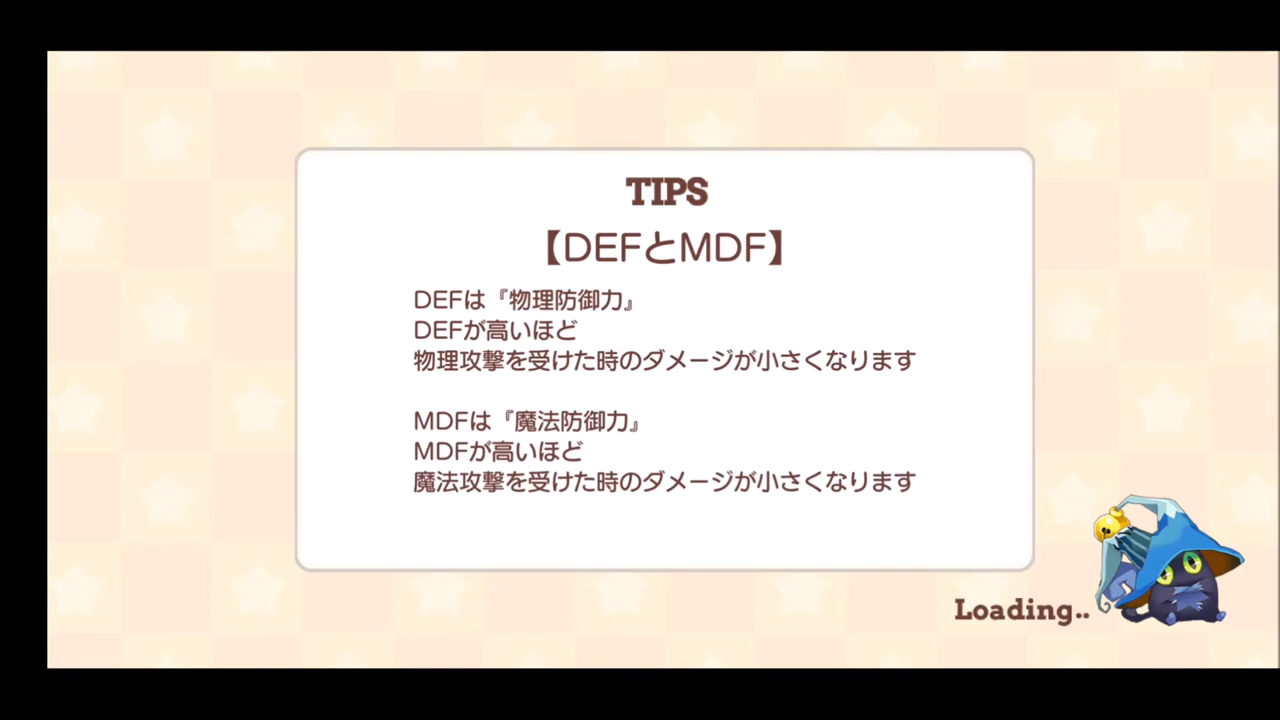 TIPS
【DEFとMDF】
DEFは『物理防御力』
DEFが高いほど
物理攻撃を受けた時のダメージが小さくなります
MDFは『魔法防御力』
MDFが高いほど
魔法攻撃を受けた時のダメージが小さくなります
Loading..